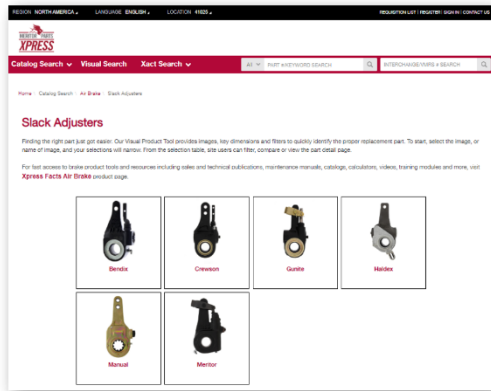 REGION NORTH AMERICA LANGUAGE ENGLISH LOCATION 41025 REQUISITION LIST | REGISTER | SIGN IN | CONTACT US
MERITOR PARTS
XPRESS
Catalog Search Visual Search Xact Search All PART #/KEYWORD SEARCH INTERCHANGE/VMRS # SEARCH
Home Catalog Search Air Brake Slack Adjusters
Slack Adjusters
Finding the right part just got easier. Our Visual Product Tool provides images, key dimensions and filters to quickly identify the proper replacement part. To start, select the image, or
name of image, and your selections will narrow. From the selection table, site users can filter, compare or view the part detail page.
For fast access to brake product tools and resources including sales and technical publications, maintenance manuals, catalogs, calculators, videos, training modules and more, visit
Xpress Facts Air Brake product page.
Bendix Crewson Gunite Haldex
Manual Meritor